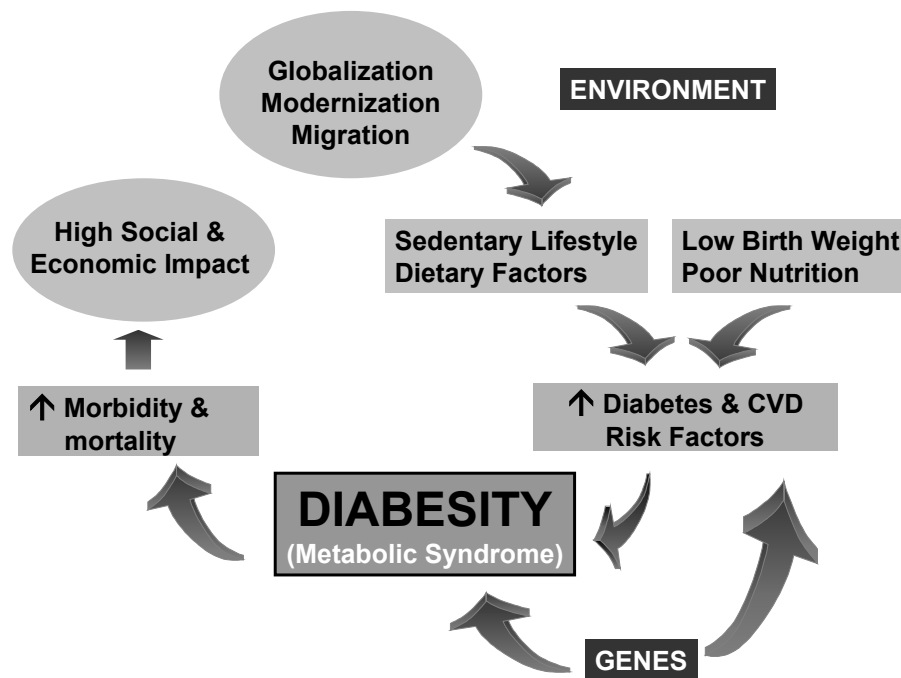 Globalization
Modernization
Migration
ENVIRONMENT
High Social &
Economic Impact
Sedentary Lifestyle
Dietary Factors
Low Birth Weight
Poor Nutrition
↑ Morbidity &
mortality
↑ Diabetes & CVD
Risk Factors
DIABESITY
(Metabolic Syndrome)
GENES